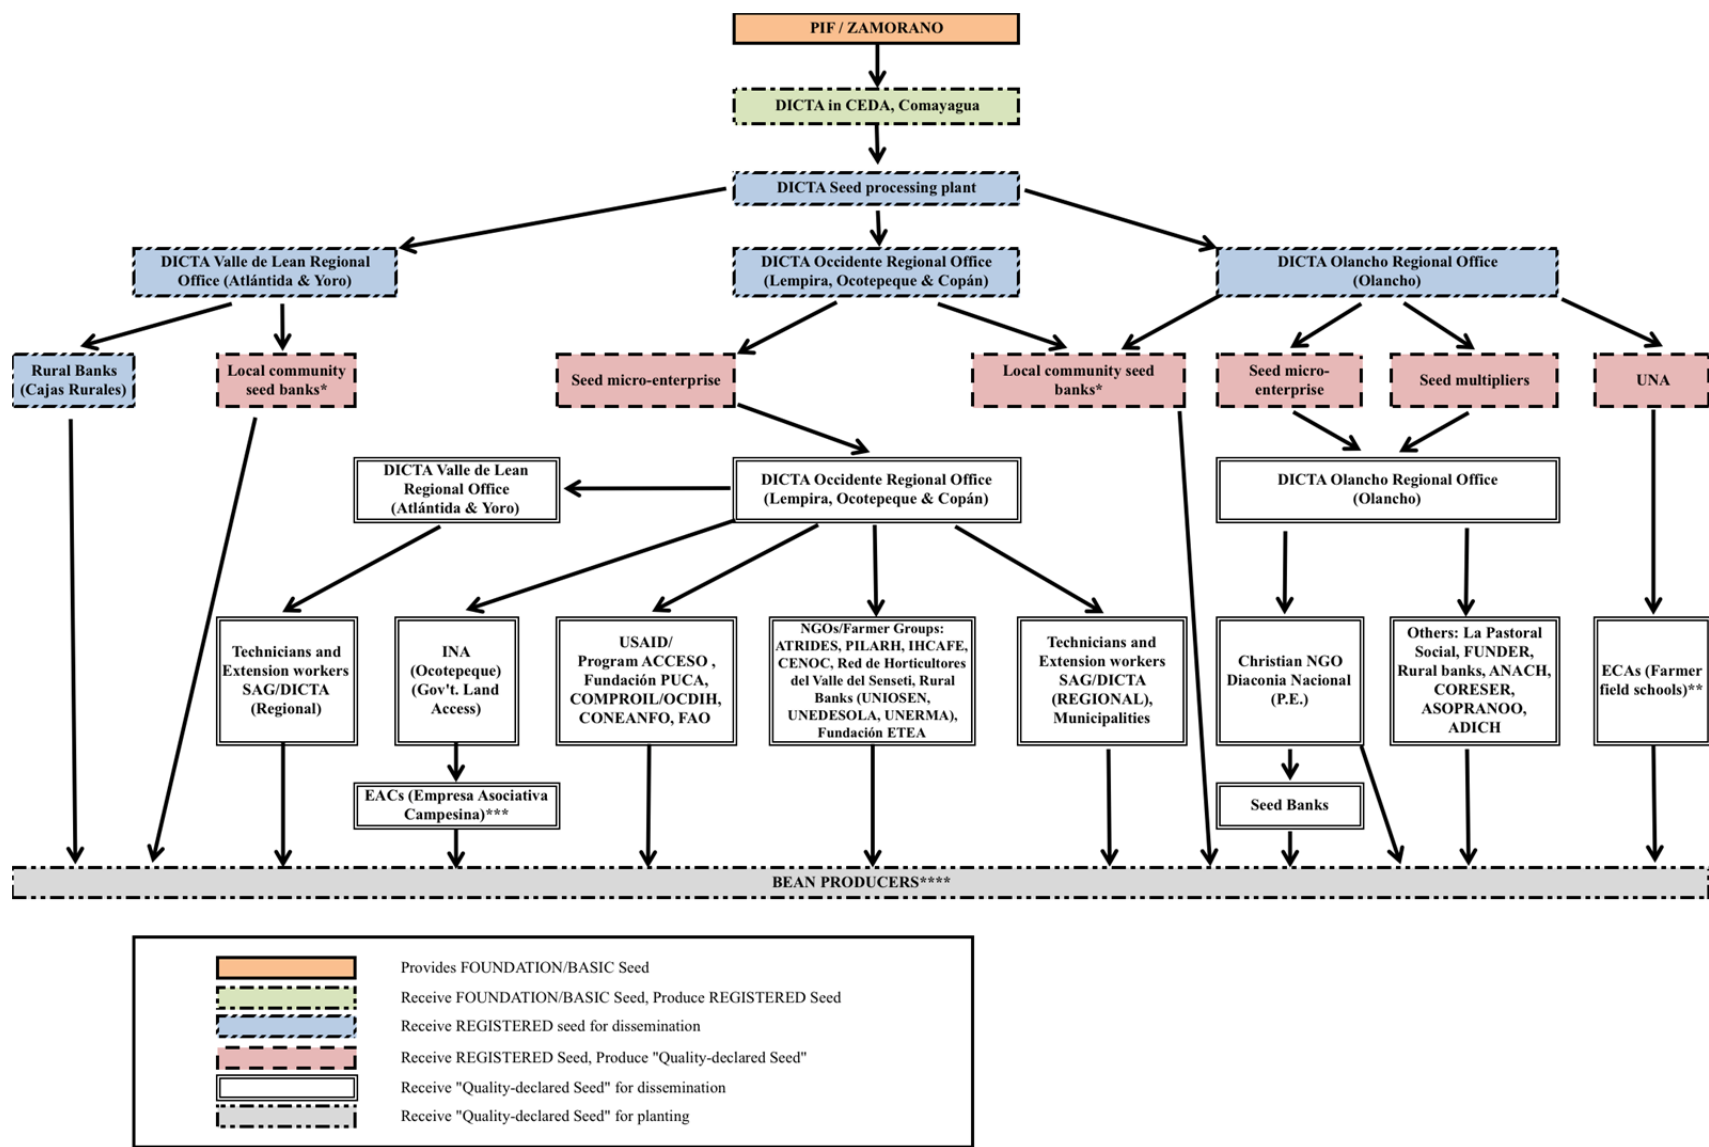 PIF / ZAMORANO
DICTA in CEDA, Comayagua
DICTA Seed processing plant
DICTA Valle de Lean Regional
Office (Atlántida & Yoro)
DICTA Occidente Regional Office
(Lempira, Ocotepeque & Copán)
DICTA Olancho Regional Office
(Olancho)
Rural Banks
(Cajas Rurales)
Local community
seed banks*
Seed micro-enterprise
Local community seed
banks*
Seed micro-
enterprise
Seed multipliers
UNA
DICTA Valle de Lean
Regional Office
(Atlántida & Yoro)
DICTA Occidente Regional Office
(Lempira, Ocotepeque & Copán)
DICTA Olancho Regional Office
(Olancho)
Technicians and
Extension workers
SAG/DICTA
(Regional)
INA
(Ocotepeque)
(Gov't. Land
Access)
USAID/
Program ACCESO ,
Fundación PUCA,
COMPROIL/OCDIH,
CONEANFO, FAO
NGOs/Farmer Groups:
ATRIDES, PILARH, IHCAFE,
CENOC, Red de Horticultores
del Valle del Senseti, Rural
Banks (UNIOSEN,
UNEDESOLA, UNERMA),
Fundación ETEA
Technicians and
Extension workers
SAG/DICTA
(REGIONAL),
Municipalities
Christian NGO
Diaconia Nacional
(P.E.)
Others: La Pastoral
Social, FUNDER,
Rural banks, ANACH,
CORESER,
ASOPRANOO,
ADICH
ECAs (Farmer
field schools)**
EACs (Empresa Asociativa
Campesina)***
Seed Banks
BEAN PRODUCERS****
Provides FOUNDATION/BASIC Seed
Receive FOUNDATION/BASIC Seed, Produce REGISTERED Seed
Receive REGISTERED seed for dissemination
Receive REGISTERED Seed, Produce "Quality-declared Seed"
Receive "Quality-declared Seed" for dissemination
Receive "Quality-declared Seed" for planting